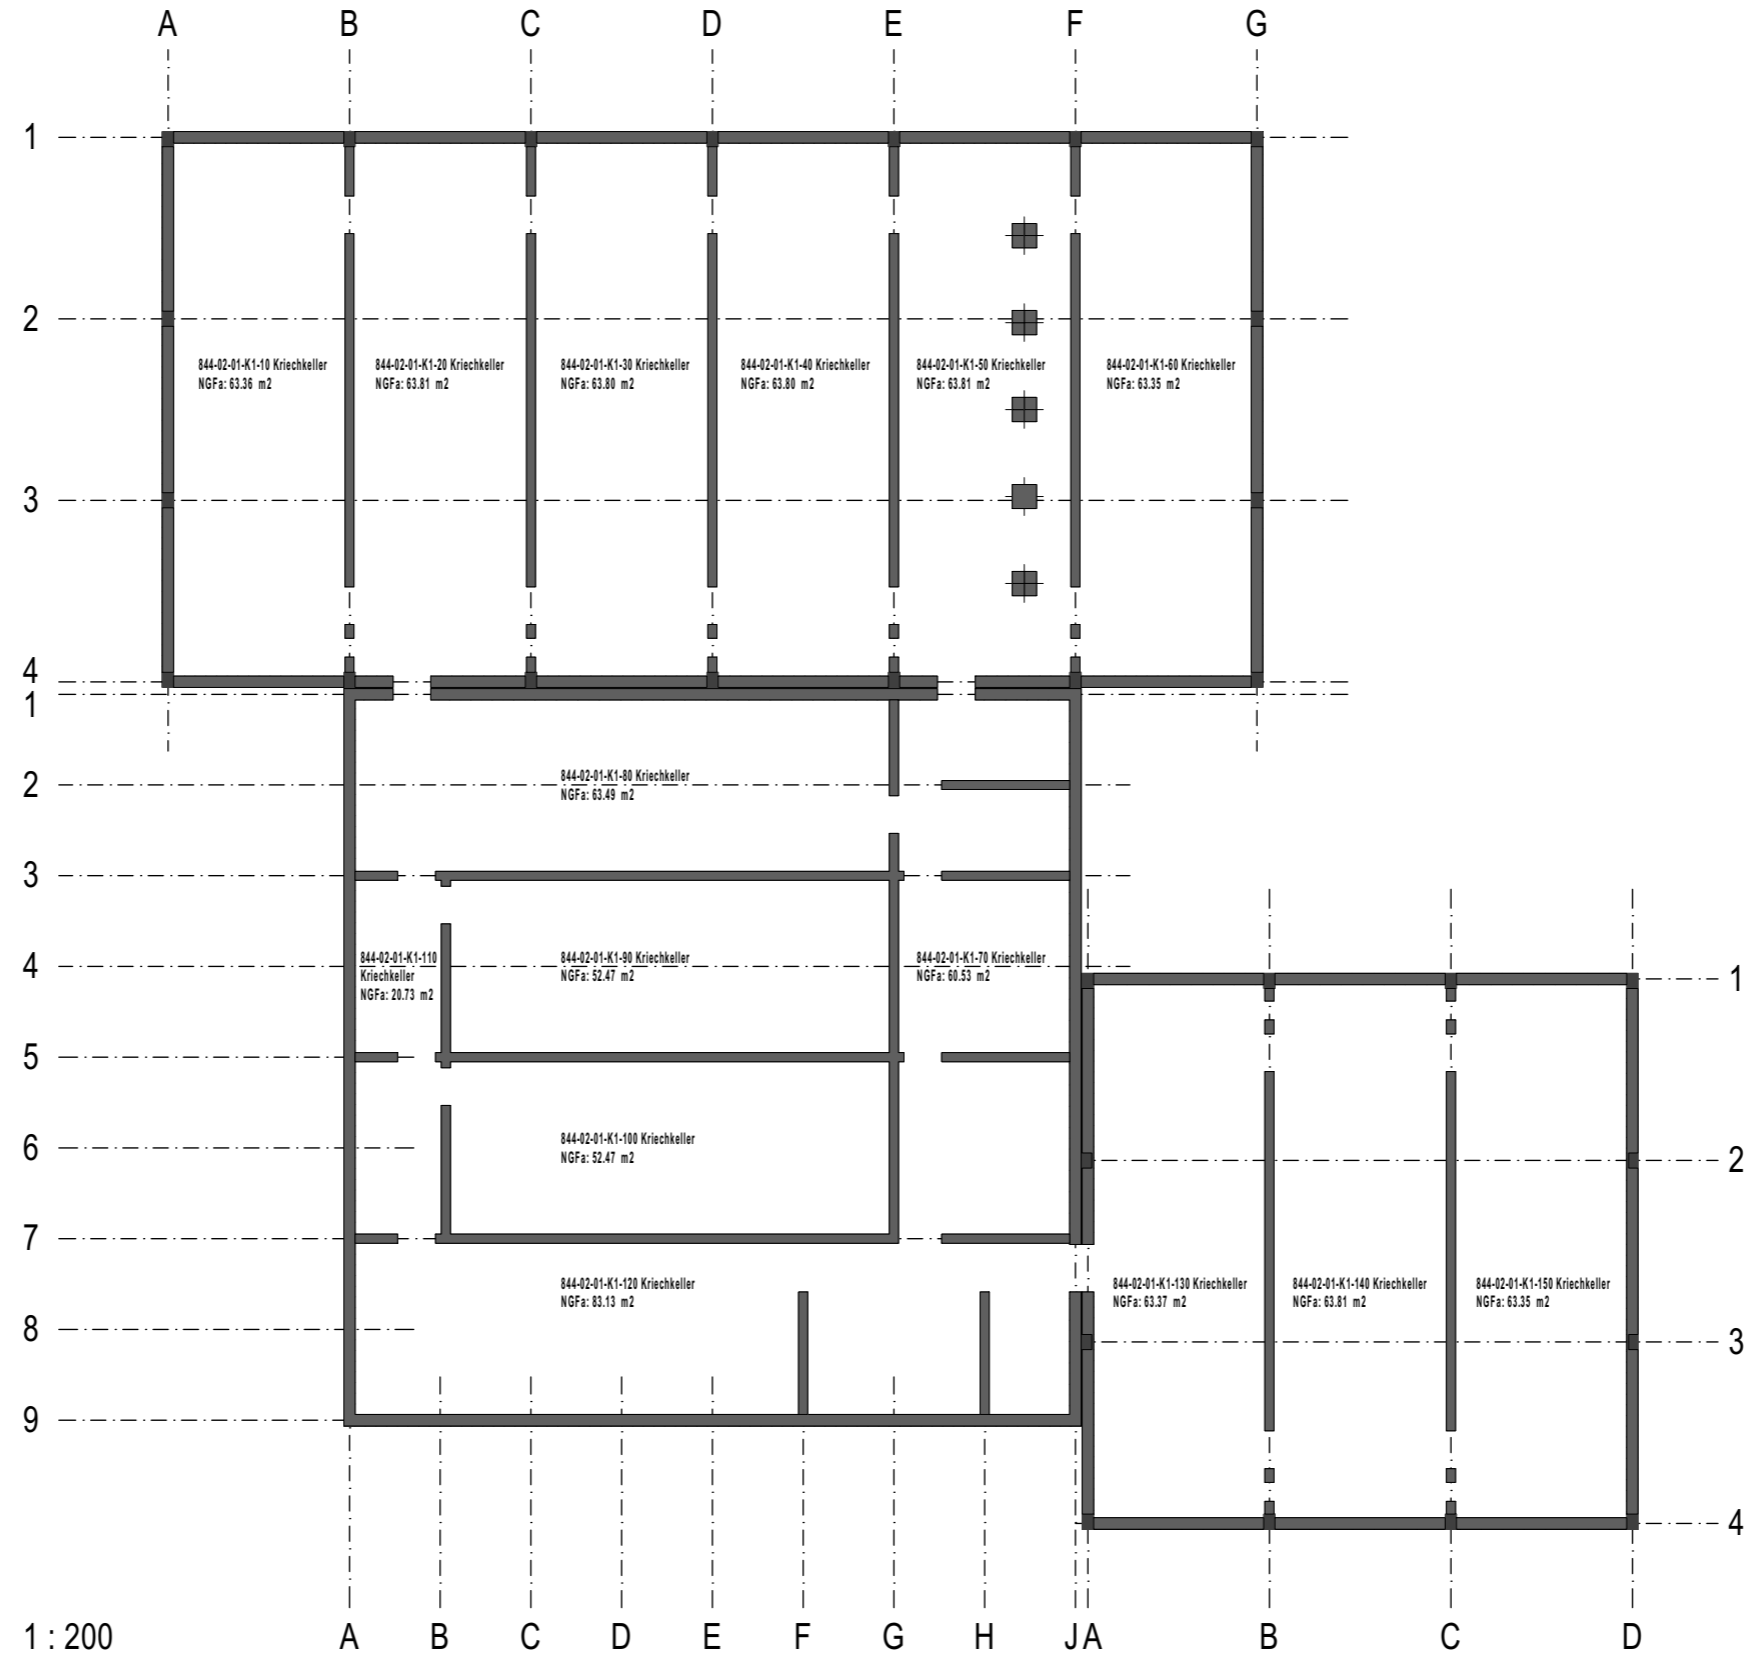 A B C D E F G
1
2
844-02-01-K1-10 Kriechkeller
NGFa: 63.36 m2
844-02-01-K1-20 Kriechkeller
NGFa: 63.81 m2
844-02-01-K1-30 Kriechkeller
NGFa: 63.80 m2
844-02-01-K1-40 Kriechkeller
NGFa: 63.80 m2
844-02-01-K1-50 Kriechkeller
NGFa: 63.81 m2
844-02-01-K1-60 Kriechkeller
NGFa: 63.35 m2
3
4
1
2
844-02-01-K1-80 Kriechkeller
NGFa: 63.49 m2
3
4
844-02-01-K1-110
Kriechkeller
NGFa: 20.73 m2
844-02-01-K1-90 Kriechkeller
NGFa: 52.47 m2
844-02-01-K1-70 Kriechkeller
NGFa: 60.53 m2
1
5
6
844-02-01-K1-100 Kriechkeller
NGFa: 52.47 m2
2
7
844-02-01-K1-120 Kriechkeller
NGFa: 83.13 m2
844-02-01-K1-130 Kriechkeller
NGFa: 63.37 m2
844-02-01-K1-140 Kriechkeller
NGFa: 63.81 m2
844-02-01-K1-150 Kriechkeller
NGFa: 63.35 m2
8
3
9
4
1 : 200
A B C D E F G H J A B C D